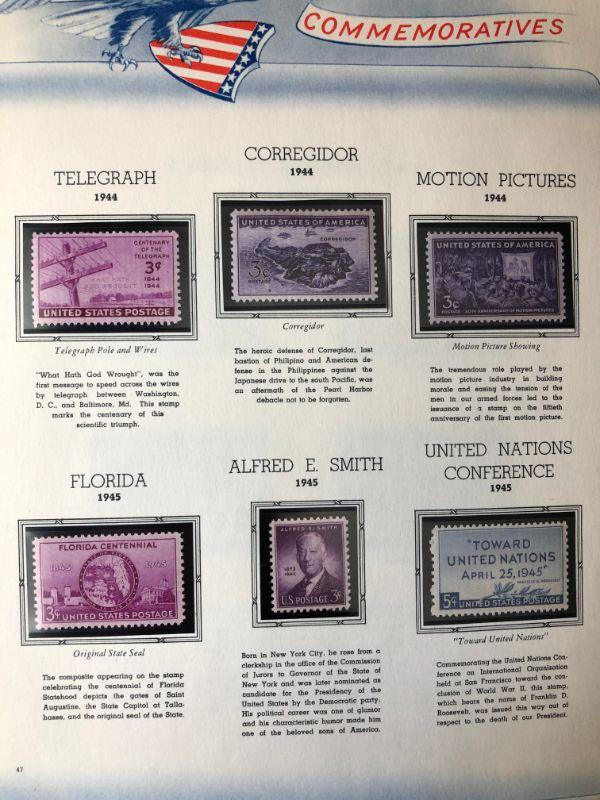 COMMEMORATIVES
TELEGRAPH
1944
CENTENARY
OF THE
TELEGRAPH
3¢
1844
1944
WHAT HATH
GOD WROUGHT
UNITED STATES POSTAGE
Telegraph Pole and Wires
"What Hath God Wrought", was the
first message to speed across the wires
by telegraph between Washington,
D. C., and Baltimore, Md. This stamp
marks the centenary of this
scientific triumph.
CORREGIDOR
1944
UNITED STATES OF AMERICA
CORREGIDOR
3¢
POSTAGE
Corregidor
The heroic defense of Corregidor, last
bastion of Philipino and American de-
fense in the Philippines against the
Japanese drive to the south Pacific, was
an aftermath of the Pearl Harbor
debacle not to be forgotten.
MOTION PICTURES
1944
UNITED STATES OF AMERICA
3¢
POSTAGE
50TH ANNIVERSARY OF MOTION PICTURES
Motion Picture Showing
The tremendous role played by the
motion picture industry in building
morale and easing the tension of the
men in our armed forces led to the
issuance of a stamp on the fiftieth
anniversary of the first motion picture.
FLORIDA
1945
FLORIDA CENTENNIAL
1845 1945
3¢ UNITED STATES POSTAGE
Original State Seal
The composite appearing on the stamp
celebrating the centennial of Florida
Statehood depicts the gates of Saint
Augustine, the State Capitol at Talla-
hasse, and the original seal of the State.
ALFRED E. SMITH
1945
ALFRED E. SMITH
1873
1944
U.S. POSTAGE 3¢
Born in New York City, he rose from a
clerkship in the office of the Commission
of Jurors to Governor of the State of
New York and was later nominated as
candidate for the Presidency of the
United States by the Democratic party.
His political career was one of glamor
and his characteristic humor made him
one of the beloved sons of America.
UNITED NATIONS
CONFERENCE
1945
"TOWARD
UNITED NATIONS
APRIL 25, 1945"
FRANKLIN D. ROOSEVELT
5¢ UNITED STATES POSTAGE
"Toward United Nations"
Commemorating the United Nations Con-
ference on International Organization
held at San Francisco toward the con-
clusion of World War II, this stamp,
which bears the name of Franklin D.
Roosevelt, was issued this way out of
respect to the death of our President.
47